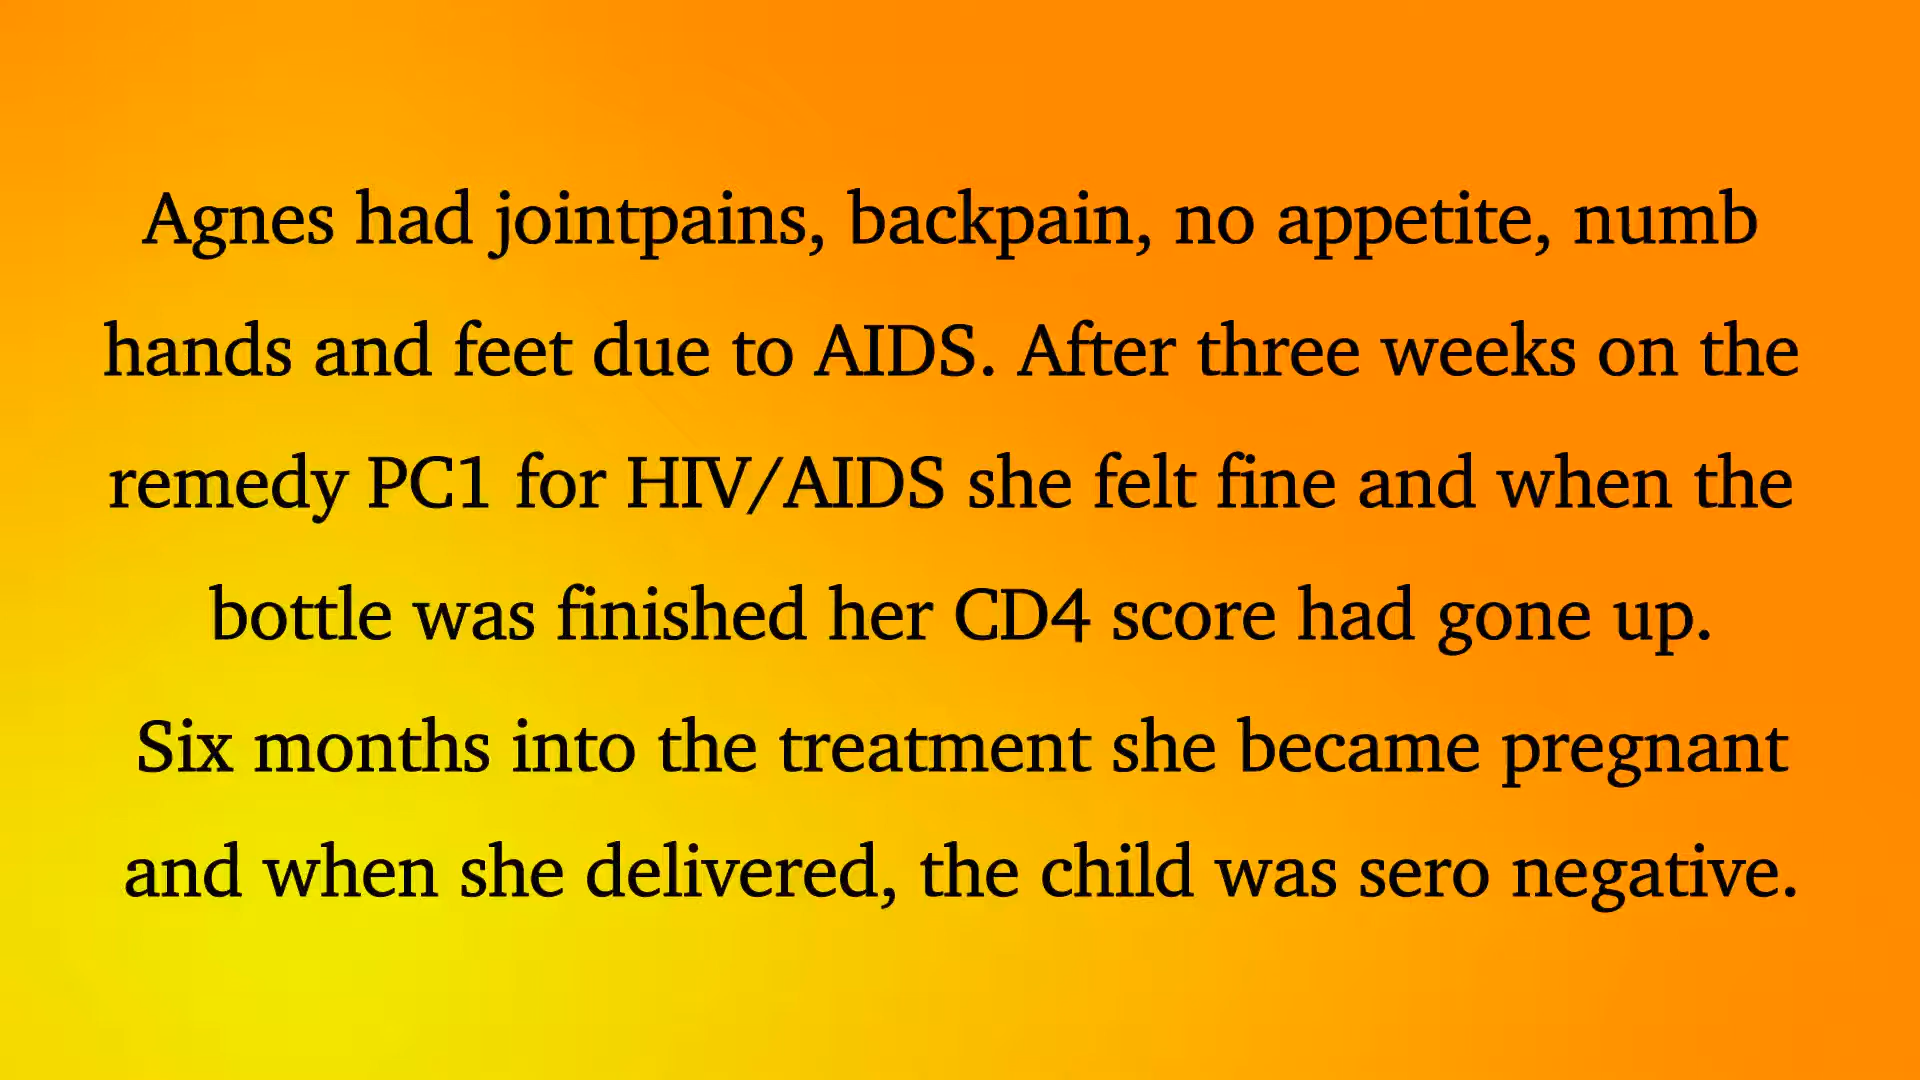 Agnes had jointpains, backpain, no appetite, numb
hands and feet due to AIDS. After three weeks on the
remedy PC1 for HIV/AIDS she felt fine and when the
bottle was finished her CD4 score had gone up.
Six months into the treatment she became pregnant
and when she delivered, the child was sero negative.